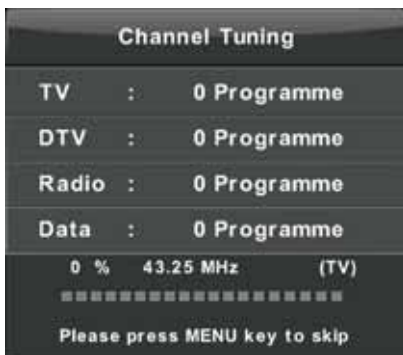 Channel Tuning
TV : 0 Programme
DTV : 0 Programme
Radio : 0 Programme
Data : 0 Programme
0 % 43.25 MHz (TV)
Please press MENU key to skip